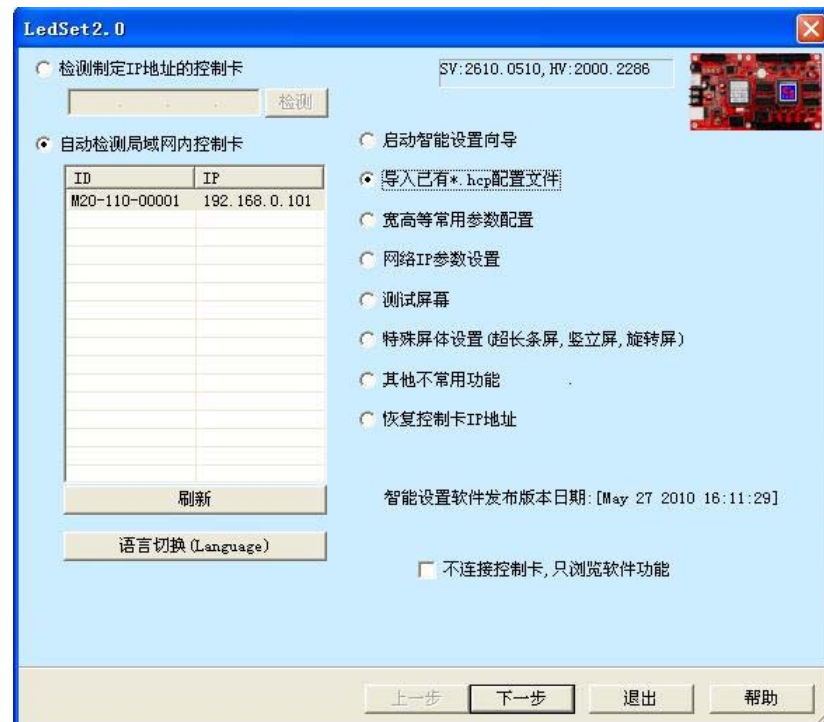 LedSet2.0
检测制定IP地址的控制卡
检测
自动检测局域网内控制卡
ID IP
M20-110-00001 192.168.0.101
刷新
语言切换(Language)
SV:2610.0510,HV:2000.2286
启动智能设置向导
导入已有*.hcp配置文件
宽高等常用参数配置
网络IP参数设置
测试屏幕
特殊屏体设置(超长条屏,竖立屏,旋转屏)
其他不常用功能
恢复控制卡IP地址
智能设置软件发布版本日期:[May 27 2010 16:11:29]
不连接控制卡,只浏览软件功能
上一步 下一步 退出 帮助